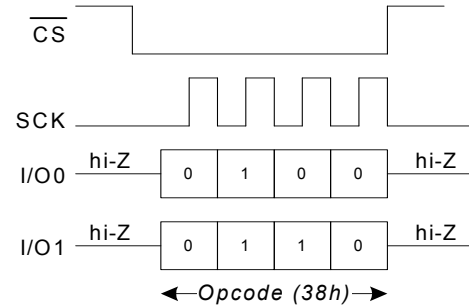 CS
SCK
hi-Z hi-Z
I/O0 0 1 0 0
hi-Z hi-Z
I/O1 0 1 1 0
Opcode (38h)